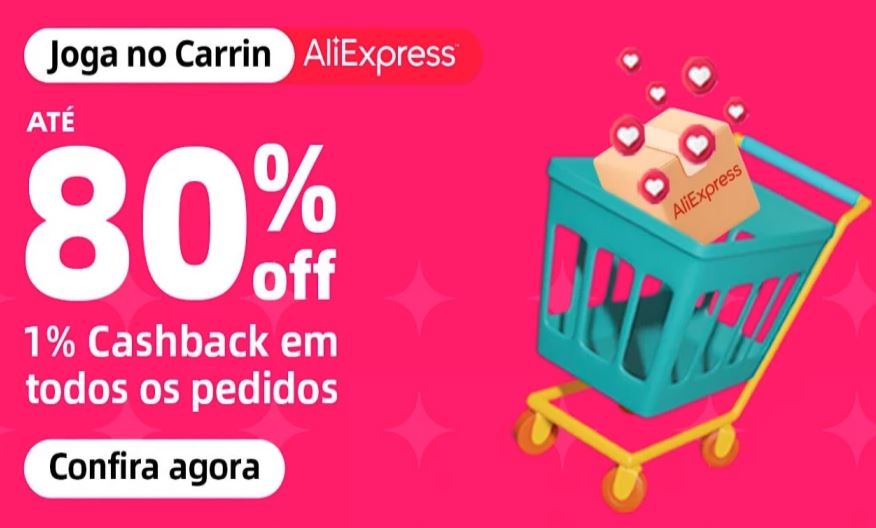 Joga no Carrin AliExpress
ATÉ
80%
off
1% Cashback em
todos os pedidos
Confira agora
AliExpress